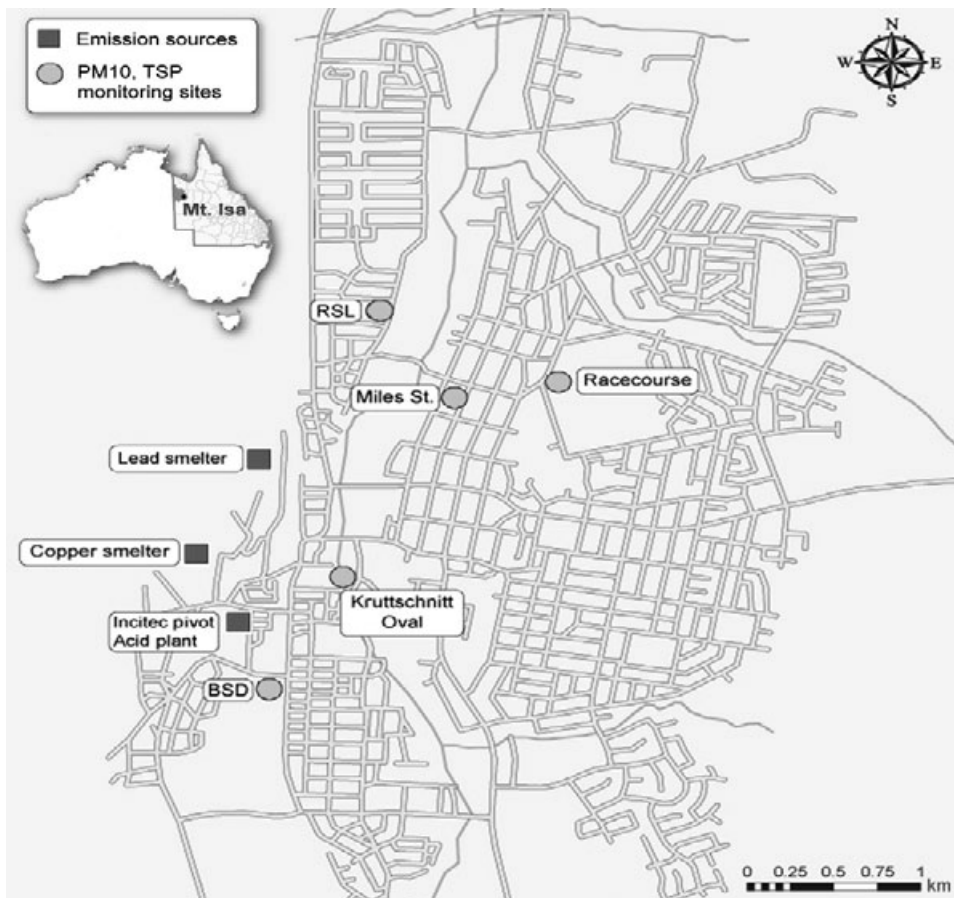 Emission sources
PM10, TSP
monitoring sites
N
W
E
S
Mt. Isa
RSL
Racecourse
Miles St.
Lead smelter
Copper smelter
Kruttschnitt
Oval
Incitec pivot
Acid plant
BSD
0 0.25 0.5 0.75 1
km